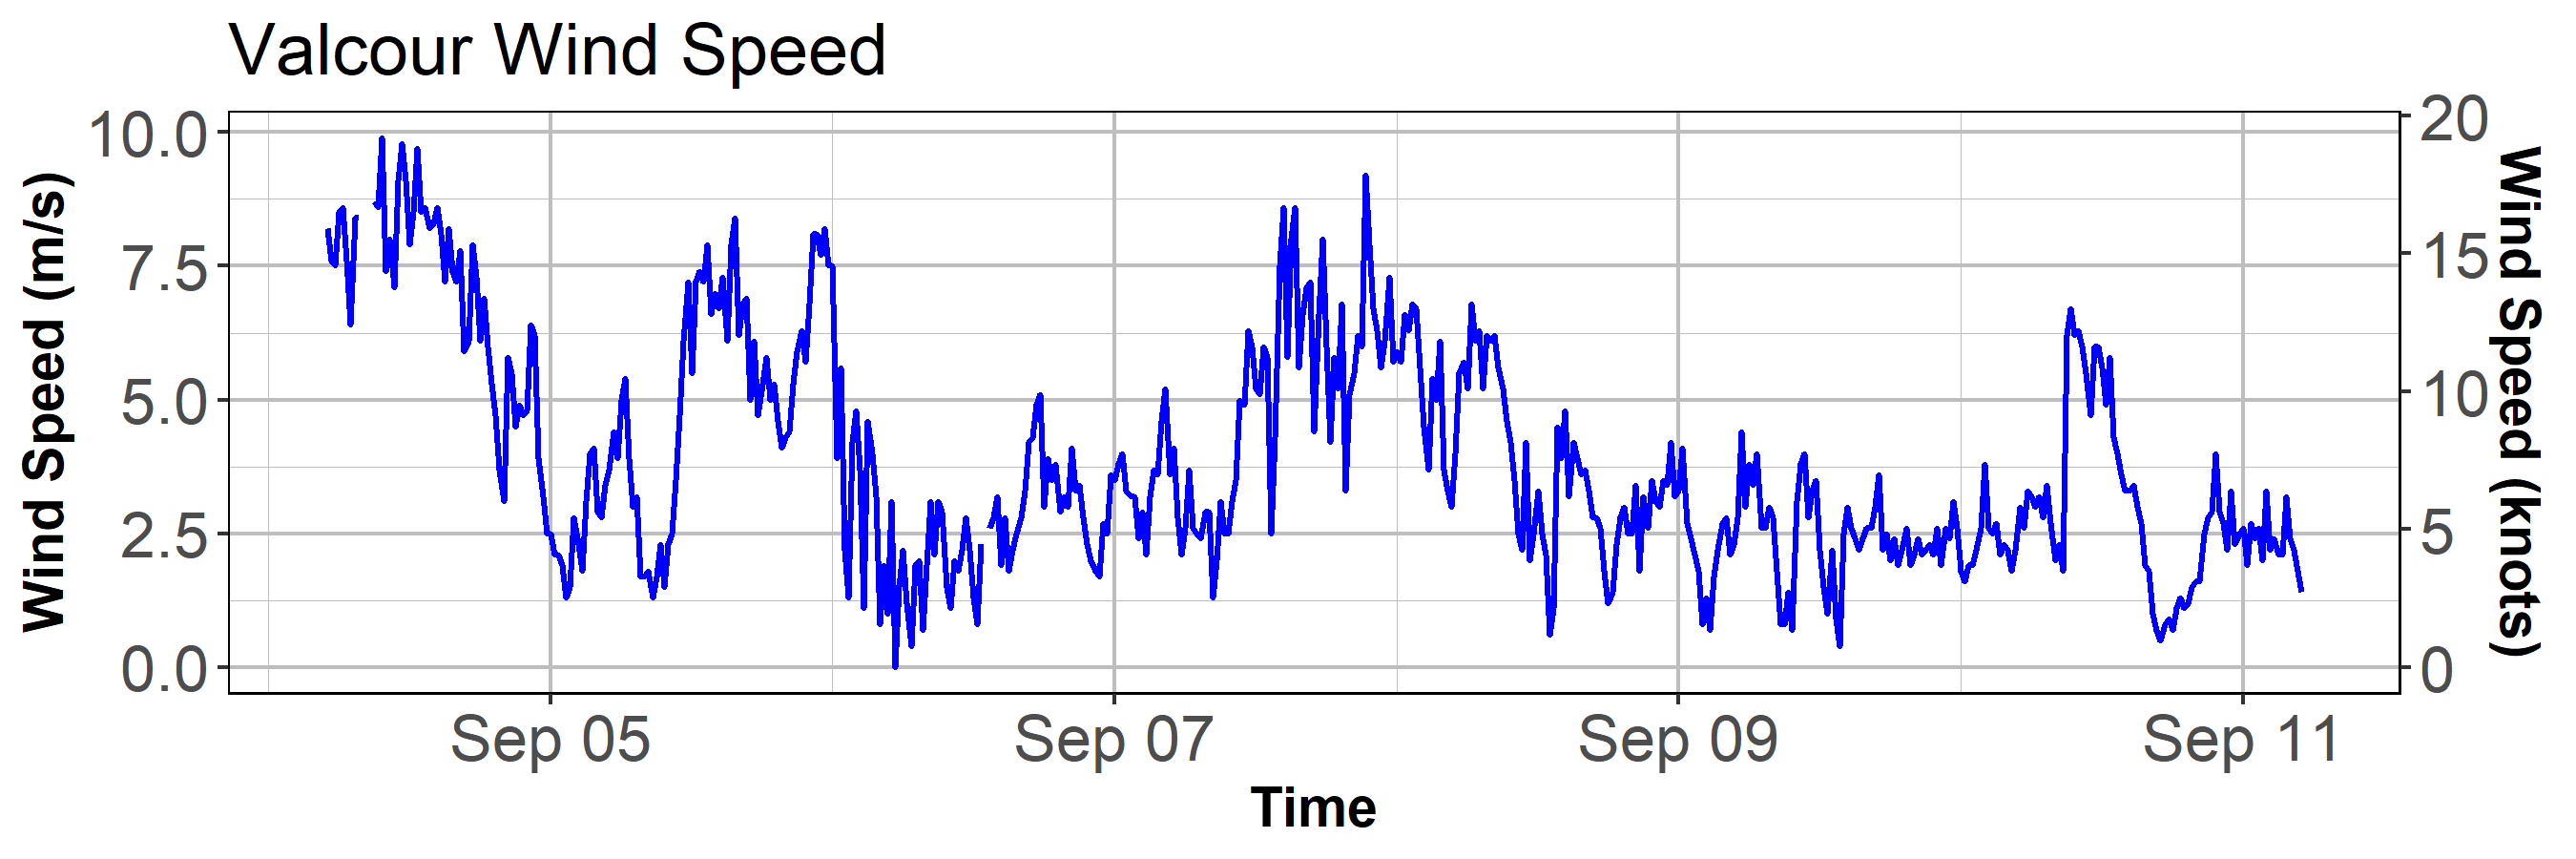 Valcour Wind Speed
Wind Speed (m/s)
10.0
7.5
5.0
2.5
0.0
20
15
10
5
0
Wind Speed (knots)
Sep 05 Sep 07 Sep 09 Sep 11
Time